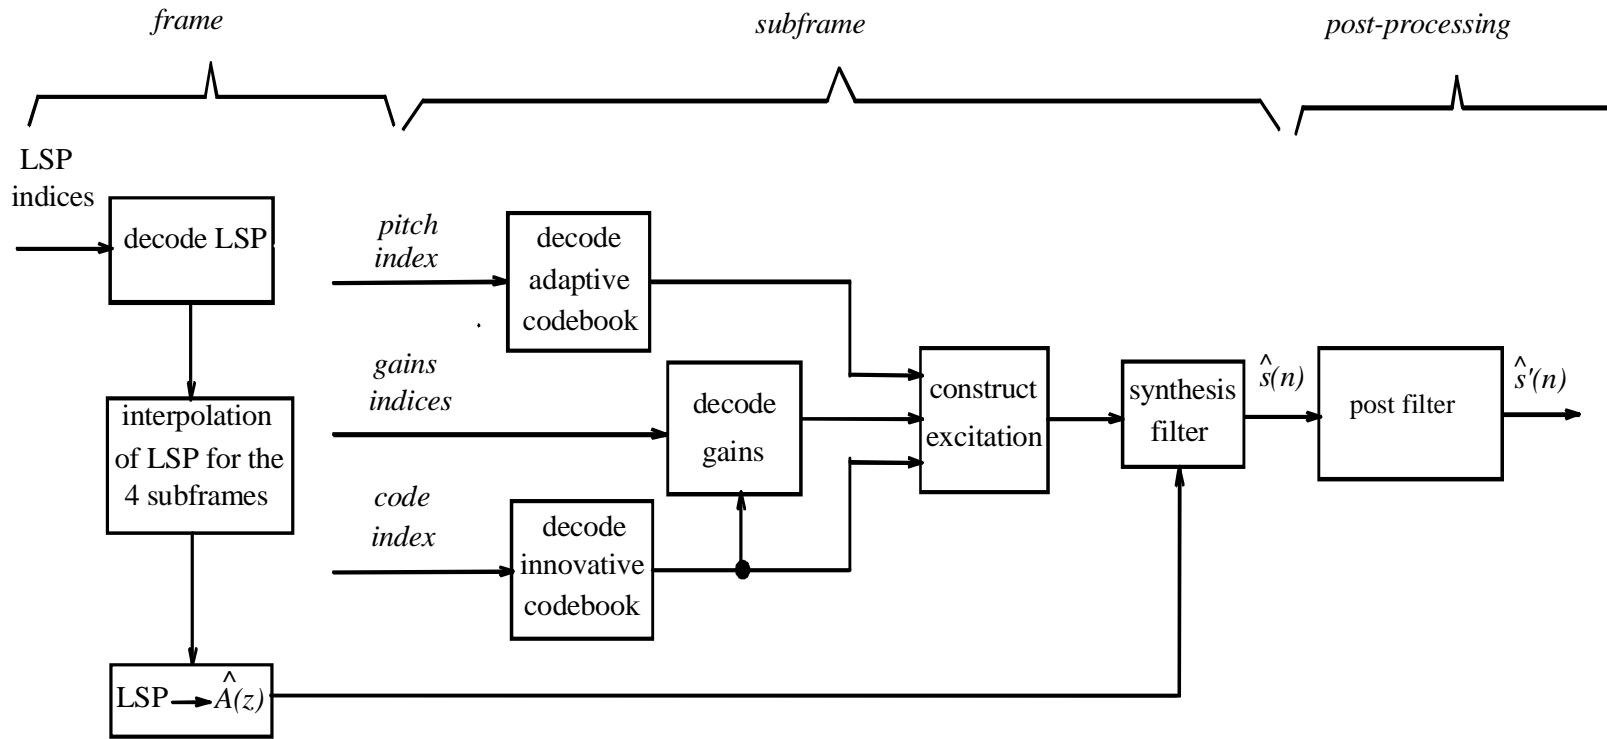 frame
subframe
post-processing
LSP
indices
decode LSP
interpolation
of LSP for the
4 subframes
LSP → Â(z)
pitch
index
decode
adaptive
codebook
gains
indices
decode
gains
code
index
decode
innovative
codebook
construct
excitation
synthesis
filter
ŝ(n)
post filter
ŝ'(n)